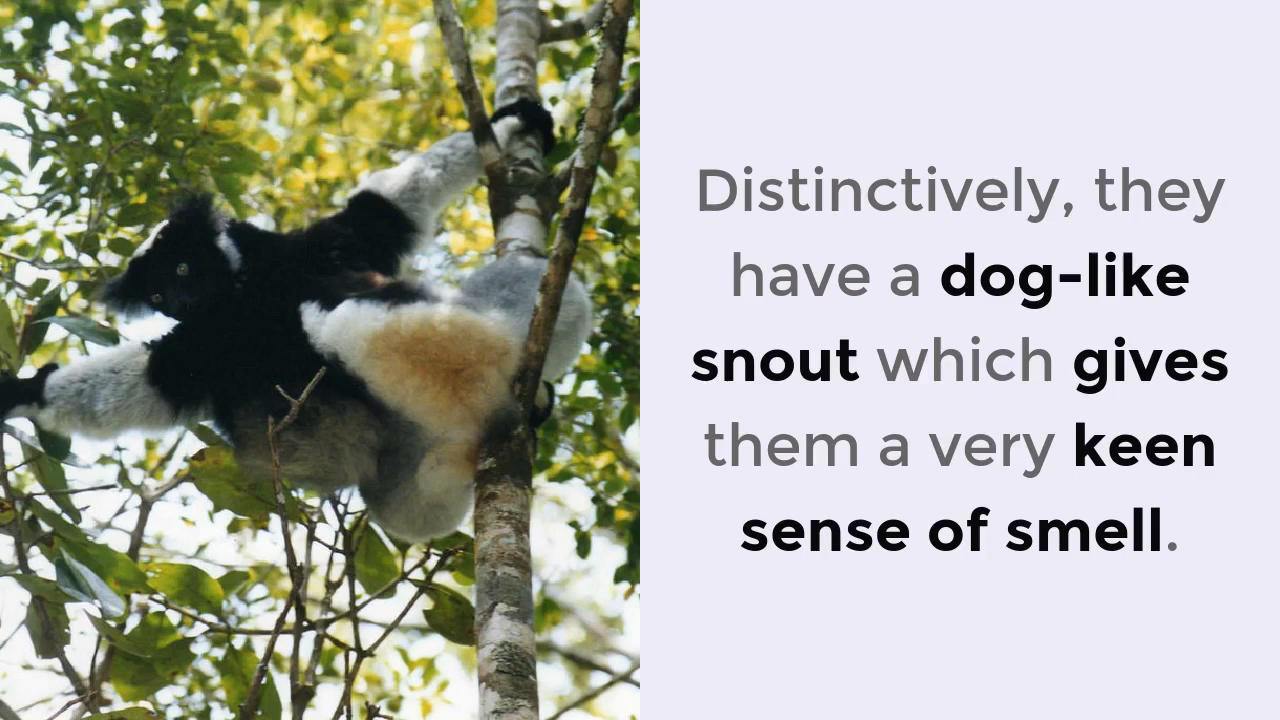 Distinctively, they
have a dog-like
snout which gives
them a very keen
sense of smell.